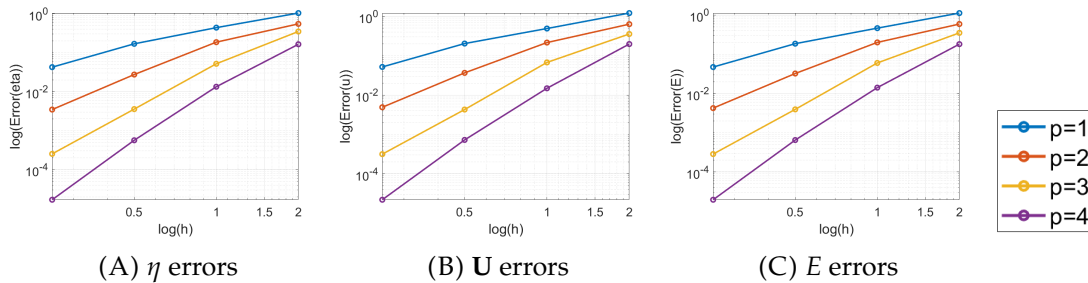 10^0
10^-2
10^-4
log(Error(eta))
0.5 1 1.5 2
log(h)
(A) η errors
10^0
10^-2
10^-4
log(Error(u))
0.5 1 1.5 2
log(h)
(B) U errors
10^0
10^-2
10^-4
log(Error(E))
0.5 1 1.5 2
log(h)
(C) E errors
p=1
p=2
p=3
p=4